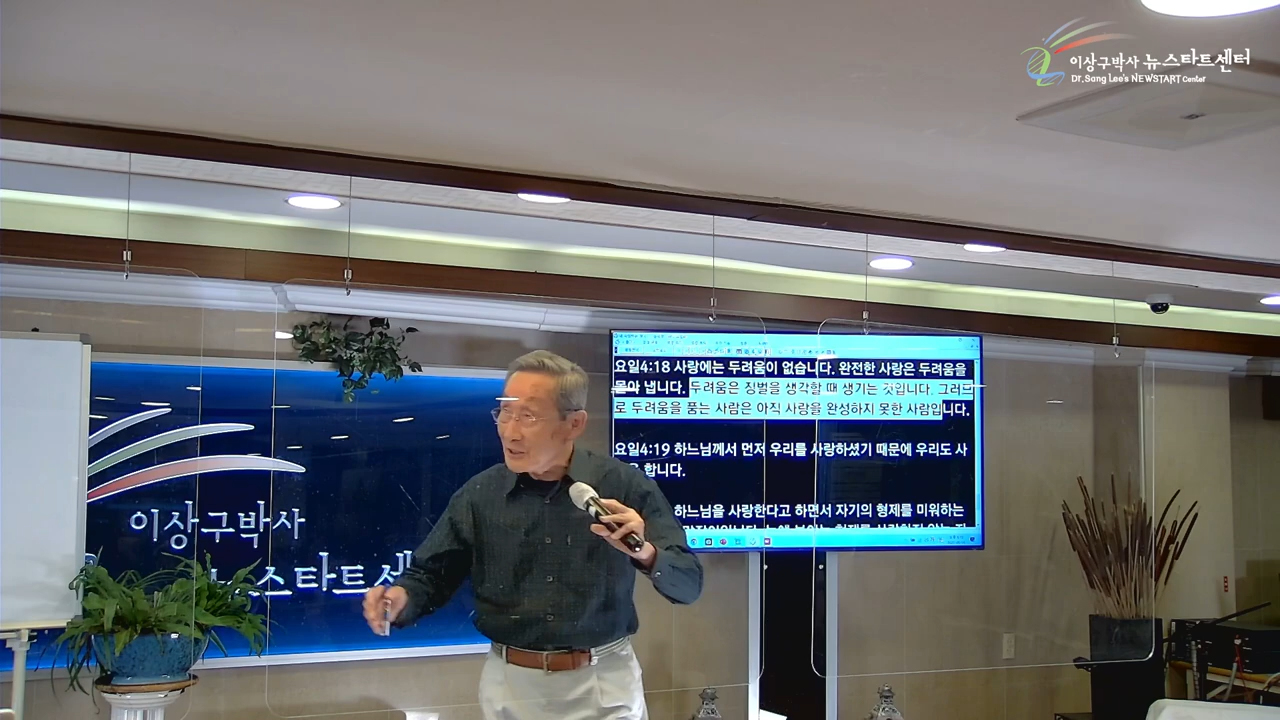 이상구박사 뉴스타트센터
Dr. Sang Lee's NEWSTART Center
요일4:18 사랑에는 두려움이 없습니다. 완전한 사랑은 두려움을
몰아 냅니다. 두려움은 징벌을 생각할 때 생기는 것입니다. 그러므
로 두려움을 품는 사람은 아직 사랑을 완성하지 못한 사람입니다.
요일4:19 하느님께서 먼저 우리를 사랑하셨기 때문에 우리도 사
합니다.
하느님을 사랑한다고 하면서 자기의 형제를 미워하는
이상구박사
뉴스타트센